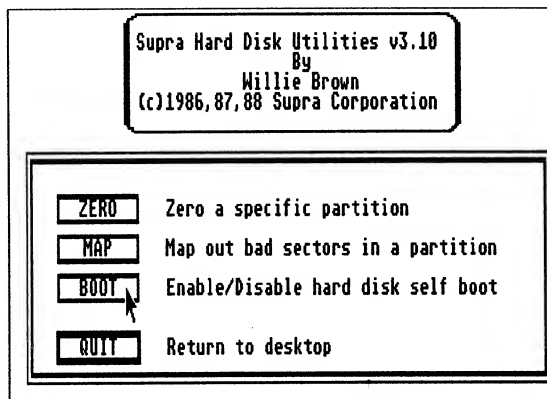 Supra Hard Disk Utilities v3.10
By
Willie Brown
(c)1986,87,88 Supra Corporation
ZERO Zero a specific partition
MAP Map out bad sectors in a partition
BOOT Enable/Disable hard disk self boot
QUIT Return to desktop